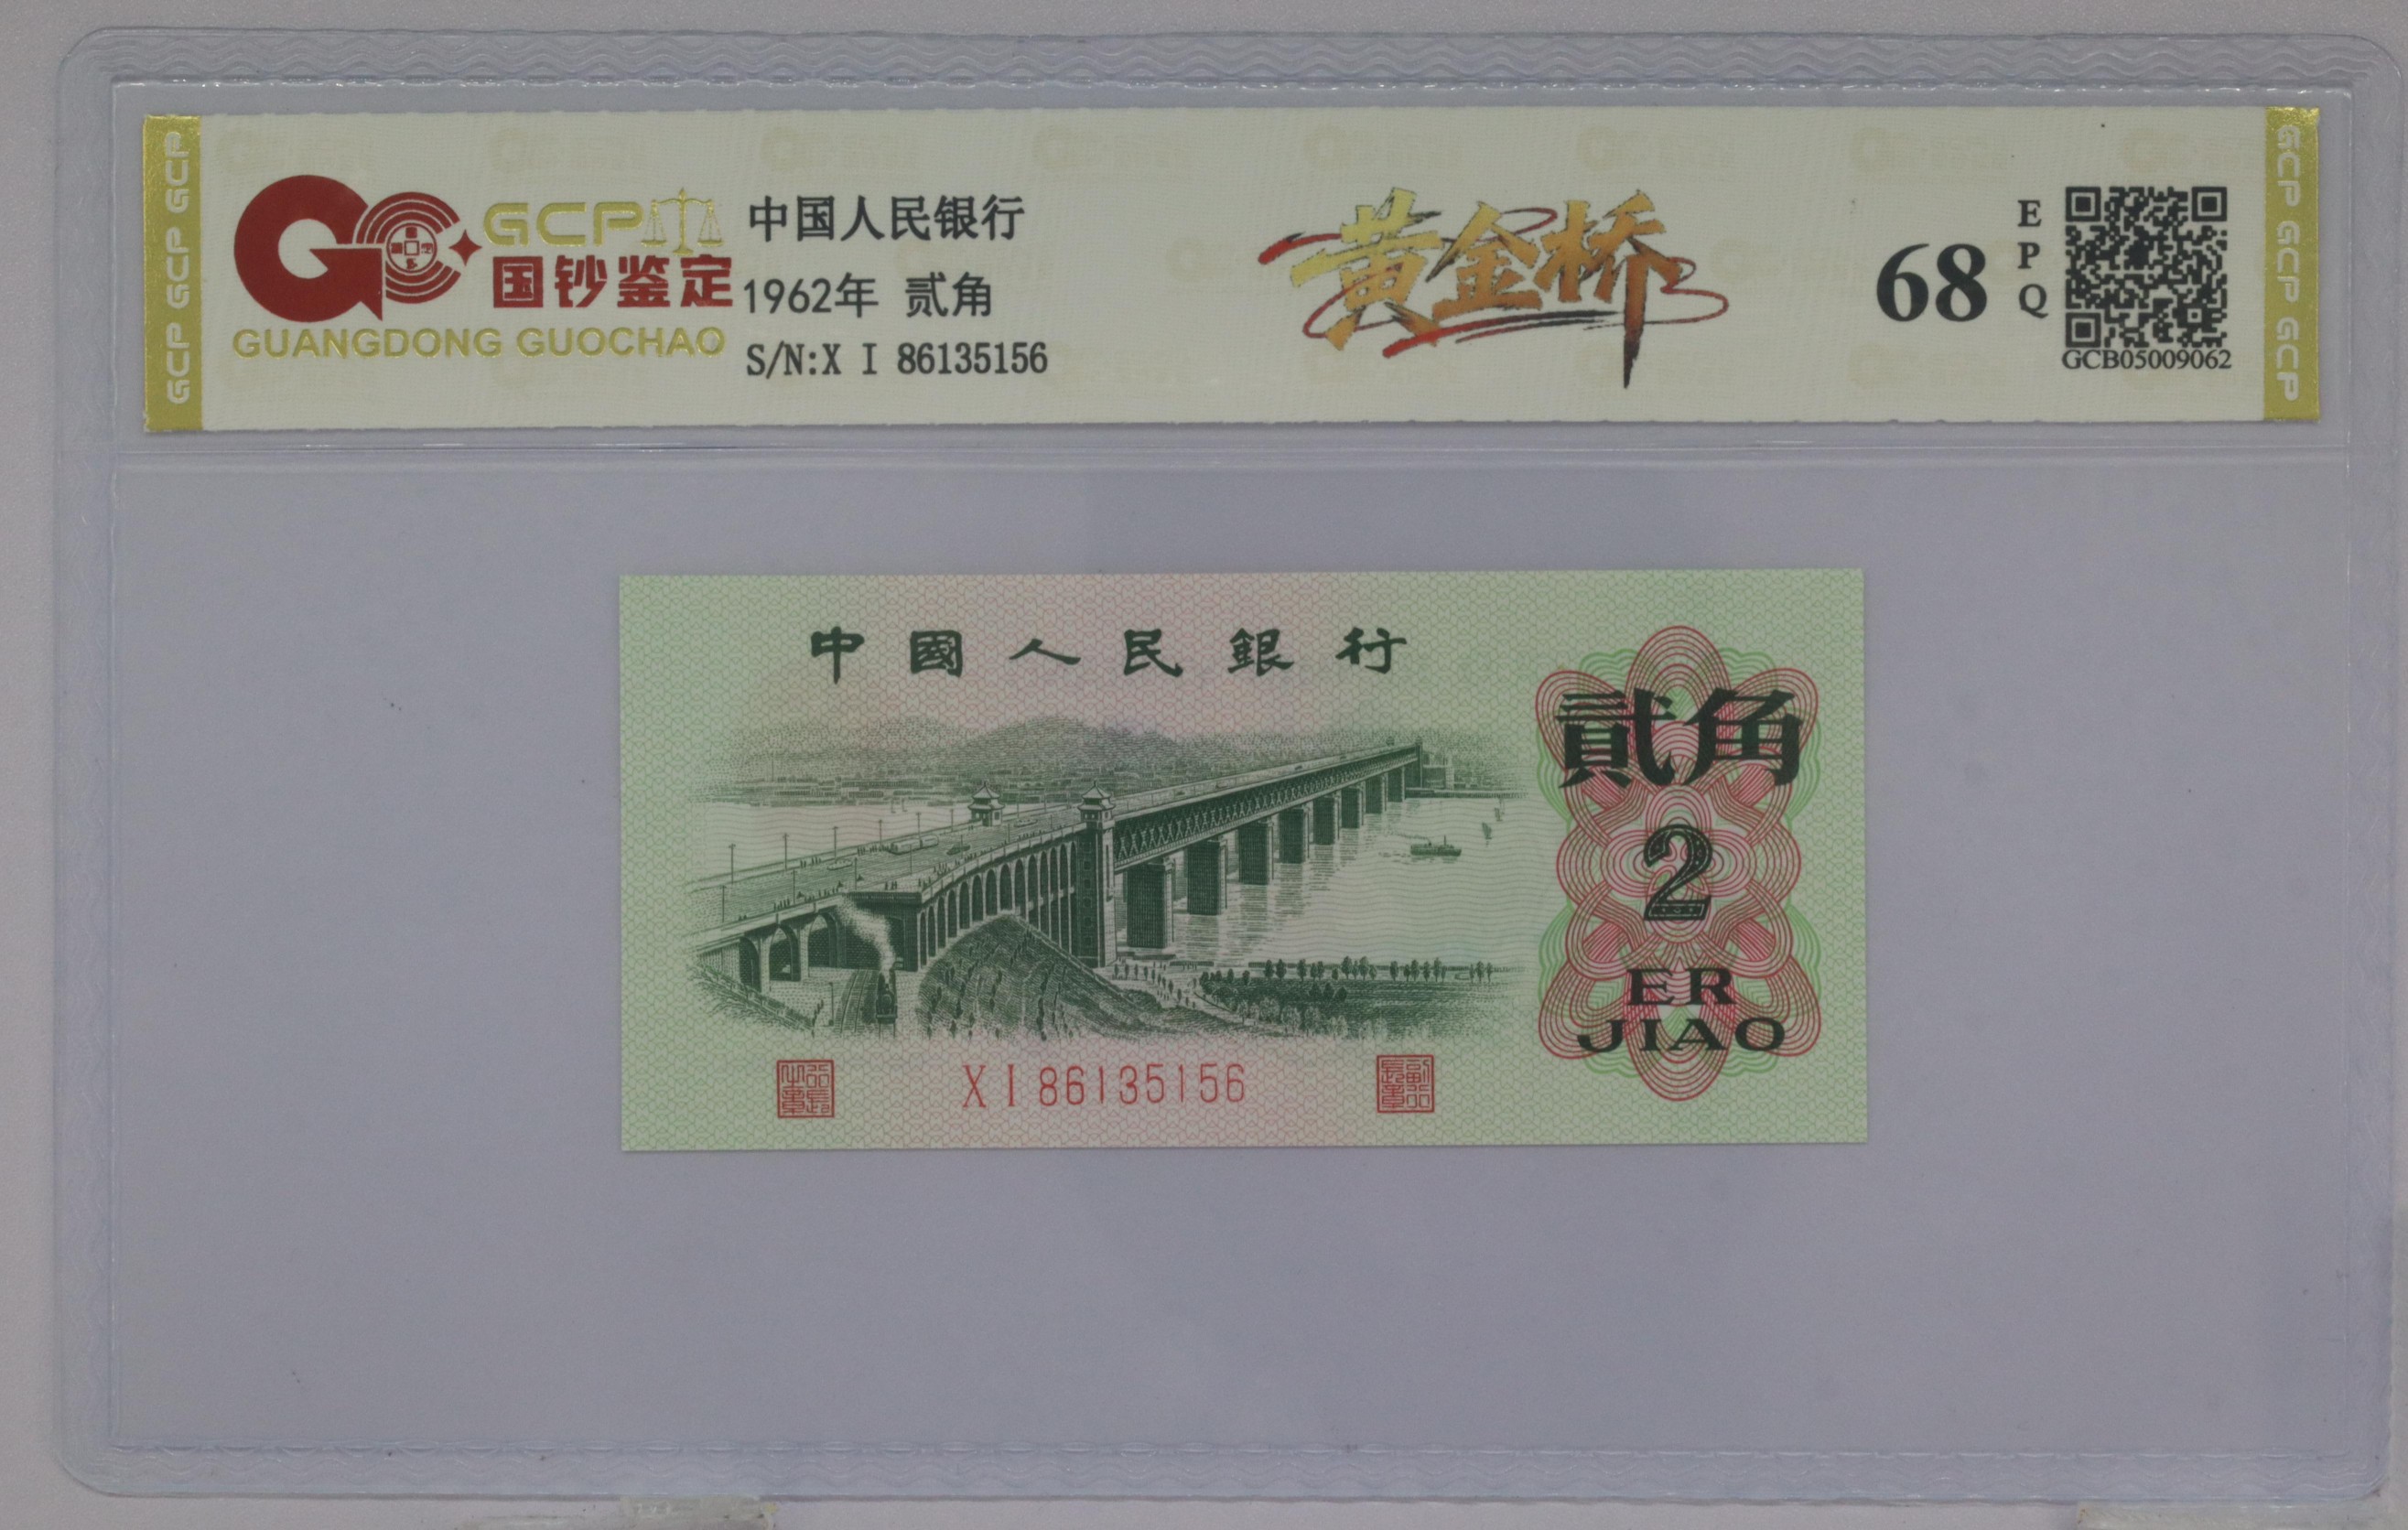 GCP GCP GCP
GCP
国钞鉴定
GUANGDONG GUOCHAO
中国人民银行
1962年 贰角
S/N:X I 86135156
黄金桥
68
EPQ
GCB05009062
GCP GCP GCP
中國人民銀行
貳角
2
ER
JIAO
X I 86135156